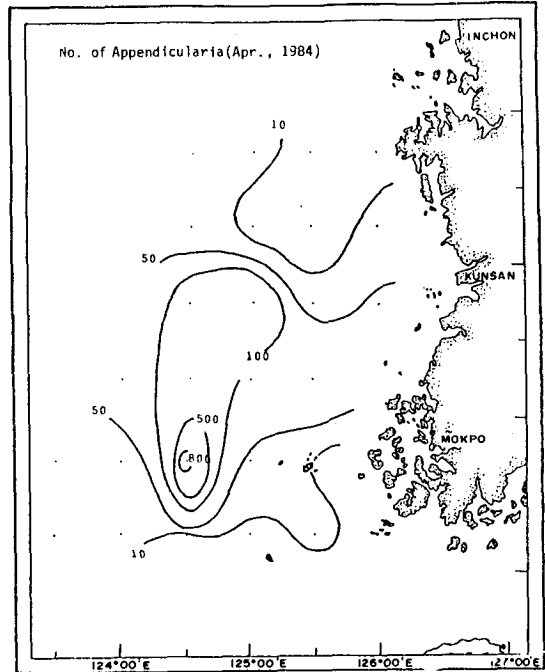 INCHON
No. of Appendicularia(Apr., 1984)
10
50
KUNSAN
100
50
500
MOKPO
800
10
124°00'E
125°00'E
126°00'E
127°00'E